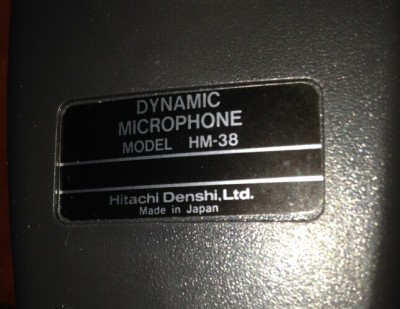 DYNAMIC
MICROPHONE
MODEL HM-38
Hitachi Denshi,Ltd.
Made in Japan